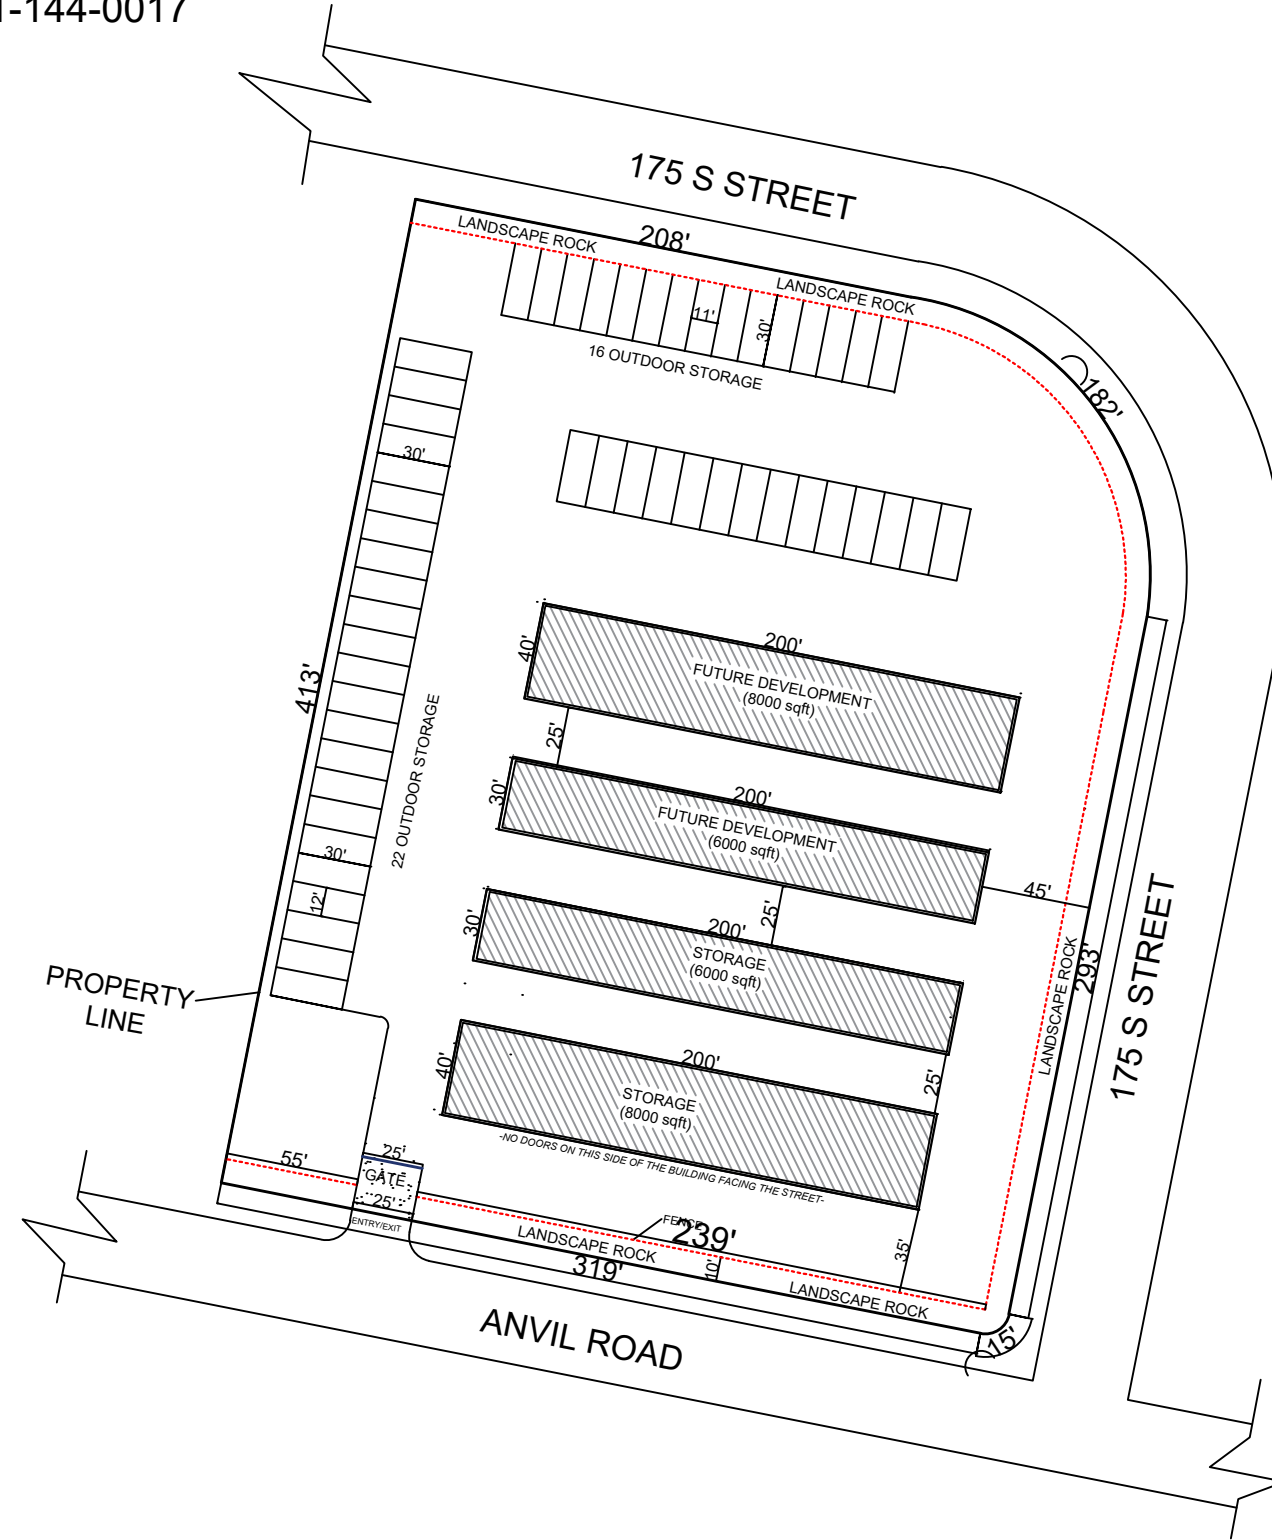 1-144-0017
175 S STREET
LANDSCAPE ROCK
208'
LANDSCAPE ROCK
11'
30'
16 OUTDOOR STORAGE
182'
30'
413'
22 OUTDOOR STORAGE
30'
12'
200'
40'
FUTURE DEVELOPMENT
(8000 sqft)
25'
200'
30'
FUTURE DEVELOPMENT
(6000 sqft)
45'
25'
200'
30'
STORAGE
(6000 sqft)
LANDSCAPE ROCK
293'
175 S STREET
PROPERTY
LINE
200'
40'
25'
STORAGE
(8000 sqft)
-NO DOORS ON THIS SIDE OF THE BUILDING FACING THE STREET-
55'
25'
GATE
25'
ENTRY/EXIT
FENCE
239'
LANDSCAPE ROCK
319'
10'
35'
LANDSCAPE ROCK
15'
ANVIL ROAD